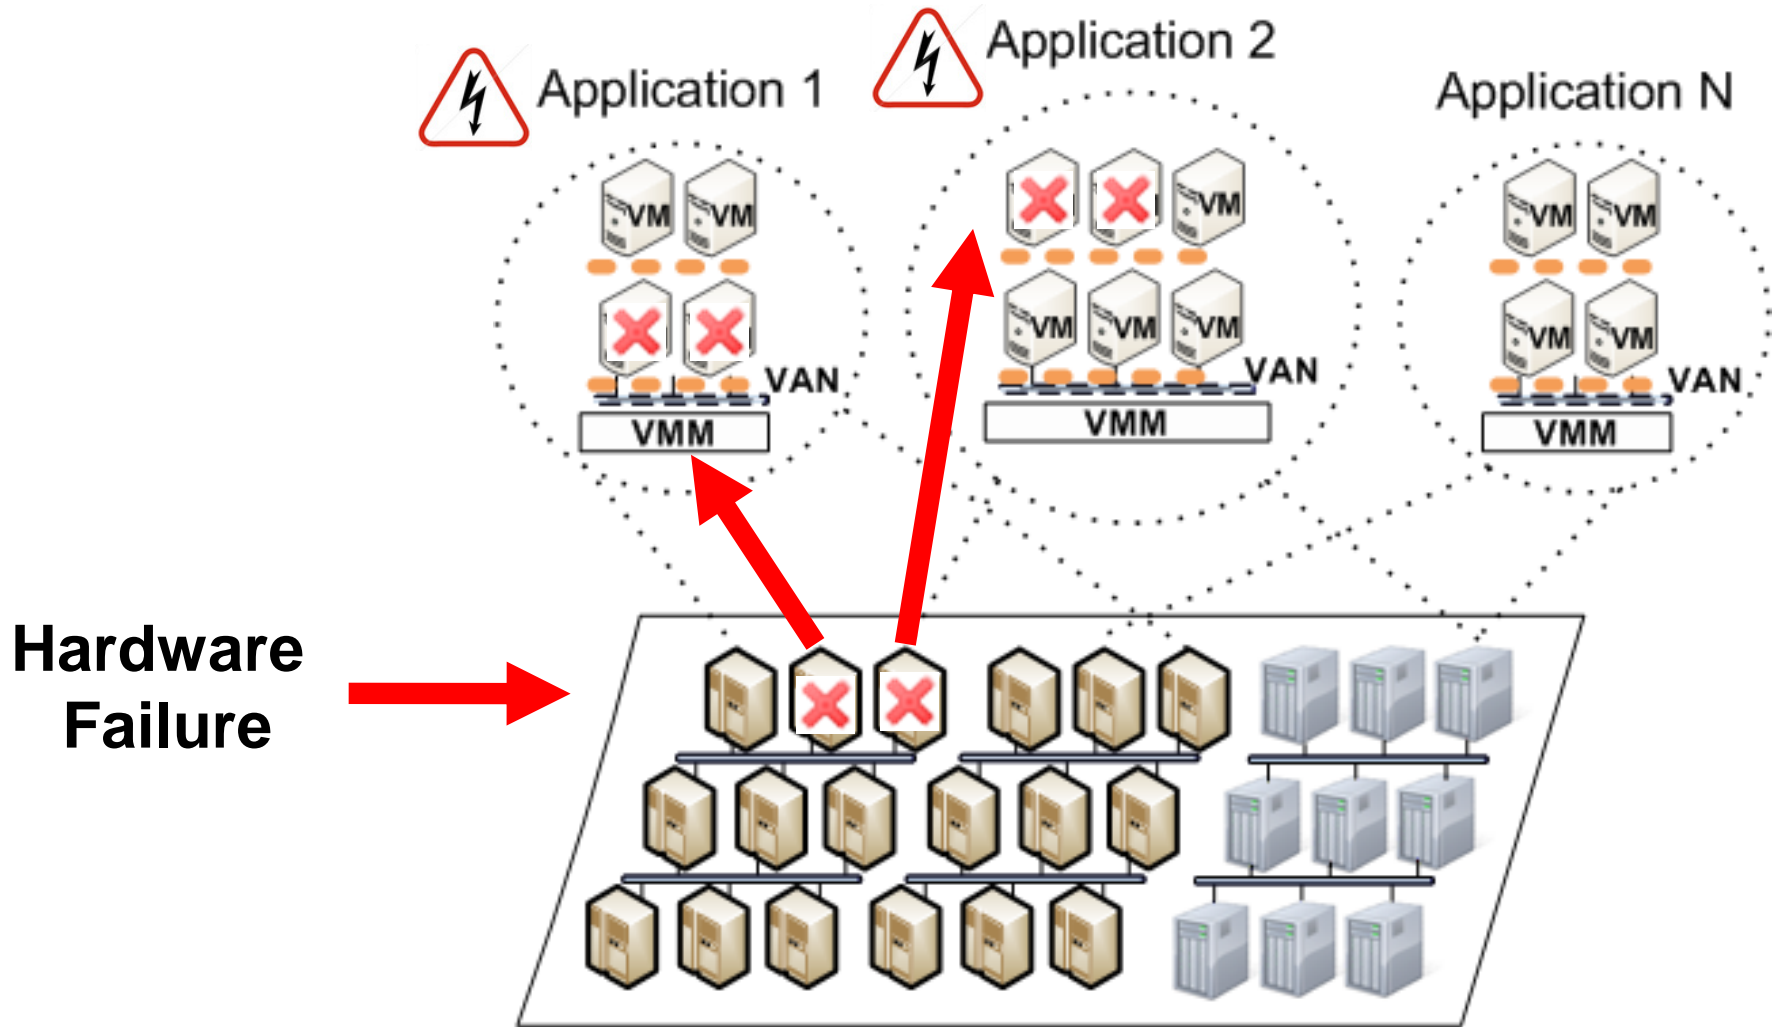 Application 1
Application 2
Application N
VM VM
VM
VM VM
VM VM VM
VM VM
VAN
VAN
VAN
VMM
VMM
VMM
Hardware
Failure